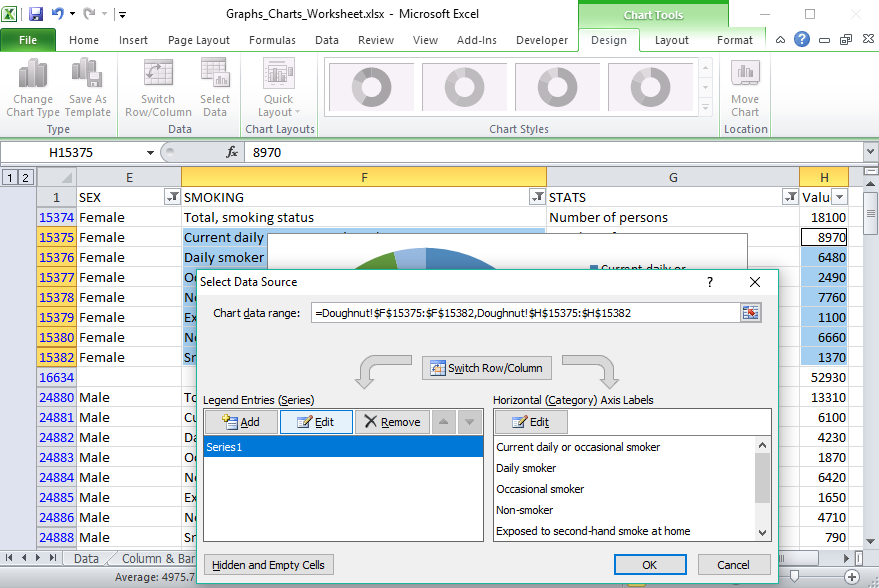 Graphs_Charts_Worksheet.xlsx - Microsoft Excel
Chart Tools
File Home Insert Page Layout Formulas Data Review View Add-Ins Developer Design Layout Format
Change Chart Type
Save As Template
Switch Row/Column
Select Data
Quick Layout
Move Chart
Type Data Chart Layouts Chart Styles Location
H15375 fx 8970
1 2 E F G H
1 SEX SMOKING STATS Valu
15374 Female Total, smoking status Number of persons 18100
15375 Female Current daily 8970
15376 Female Daily smoker 6480
15377 Female 2490
15378 Female 7760
15379 Female 1100
15380 Female 6660
15382 Female 1370
16634 52930
24880 Male 13310
24881 Male 6100
24882 Male 4230
24883 Male 1870
24884 Male 6420
24885 Male 1650
24886 Male 4710
24888 Male 790
Current daily or
Select Data Source ?
Chart data range: =Doughnut!$F$15375:$F$15382,Doughnut!$H$15375:$H$15382
Switch Row/Column
Legend Entries (Series)
Add Edit Remove
Series1
Horizontal (Category) Axis Labels
Edit
Current daily or occasional smoker
Daily smoker
Occasional smoker
Non-smoker
Exposed to second-hand smoke at home
Hidden and Empty Cells OK Cancel
Data Column & Bar
Average: 4975.7